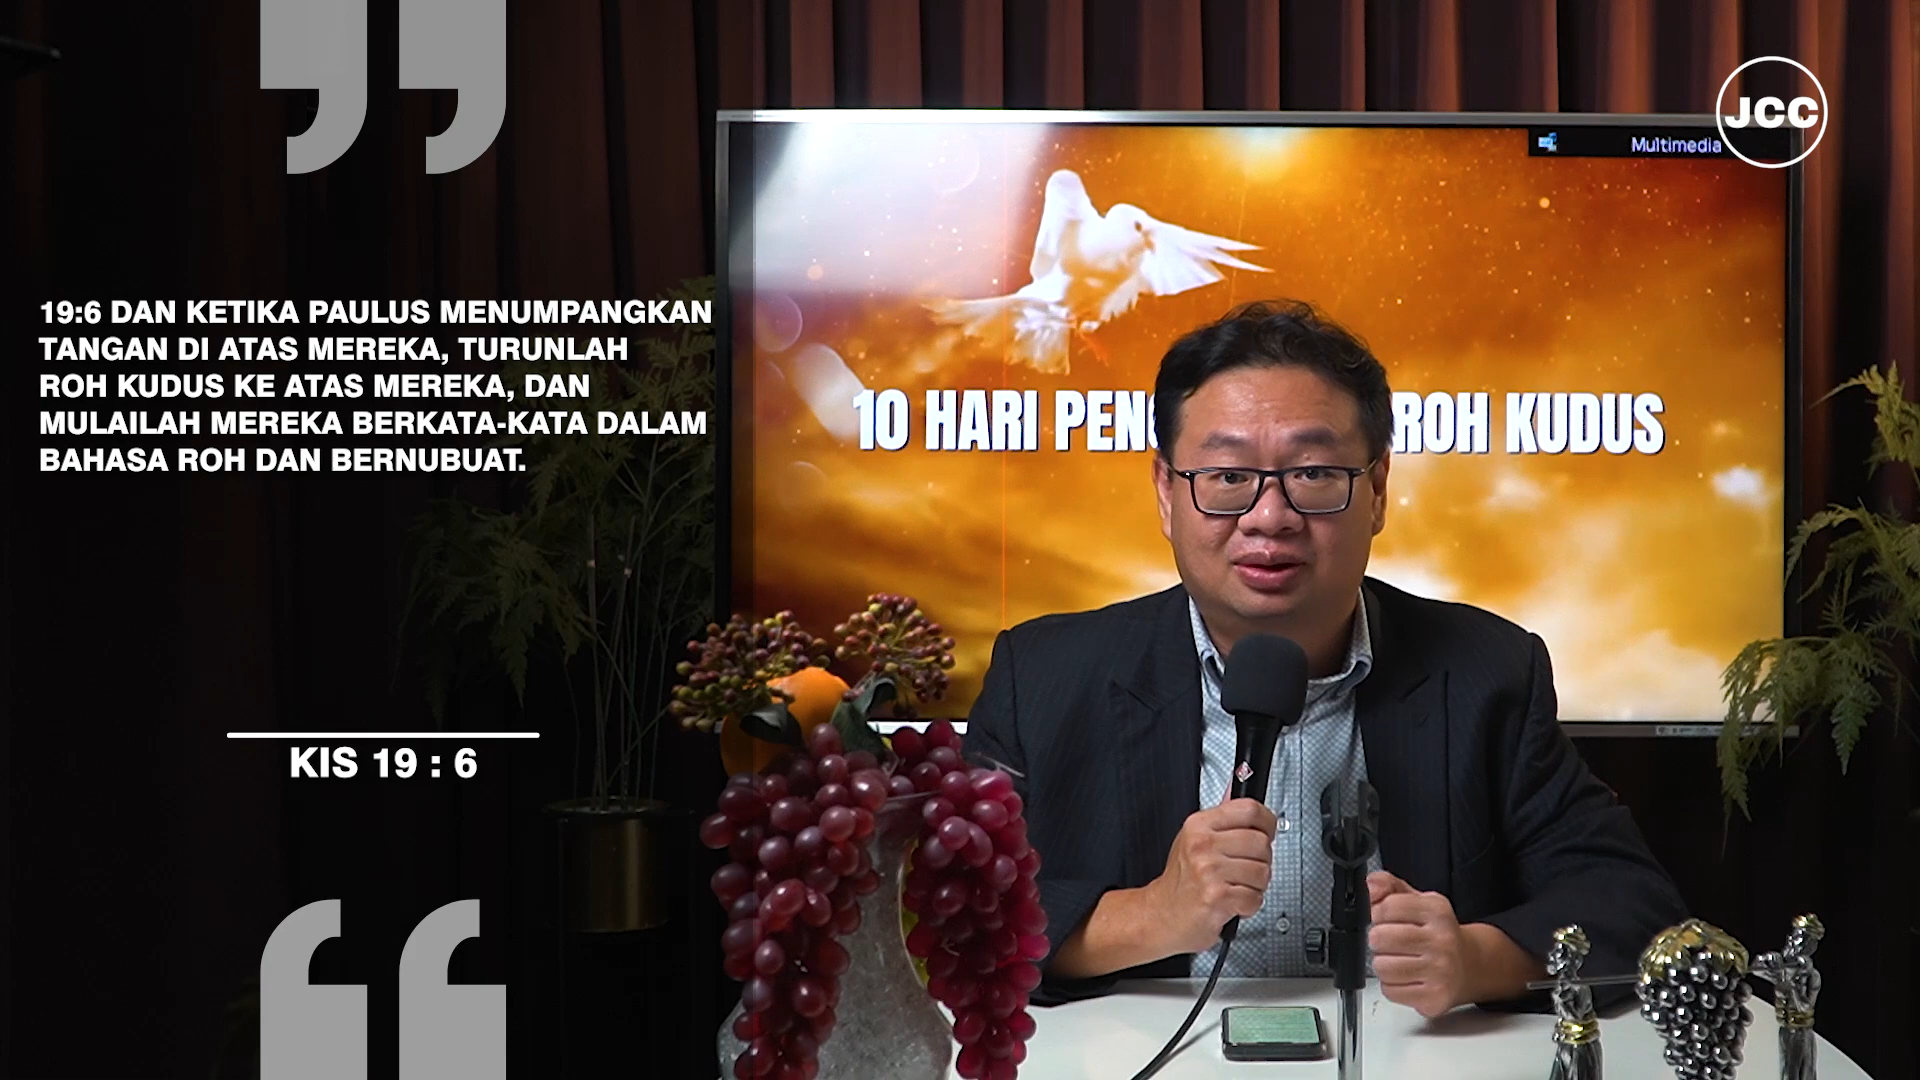 JCC
Multimedia
19:6 DAN KETIKA PAULUS MENUMPANGKAN
TANGAN DI ATAS MEREKA, TURUNLAH
ROH KUDUS KE ATAS MEREKA, DAN
MULAILAH MEREKA BERKATA-KATA DALAM
BAHASA ROH DAN BERNUBUAT.
10 HARI ROH KUDUS
KIS 19 : 6